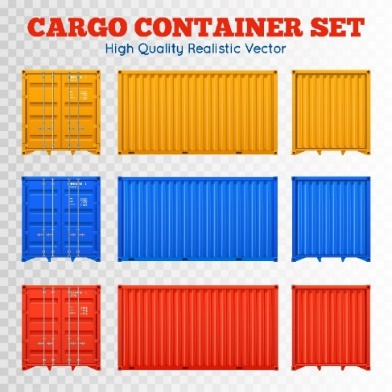 CARGO CONTAINER SET
High Quality Realistic Vector